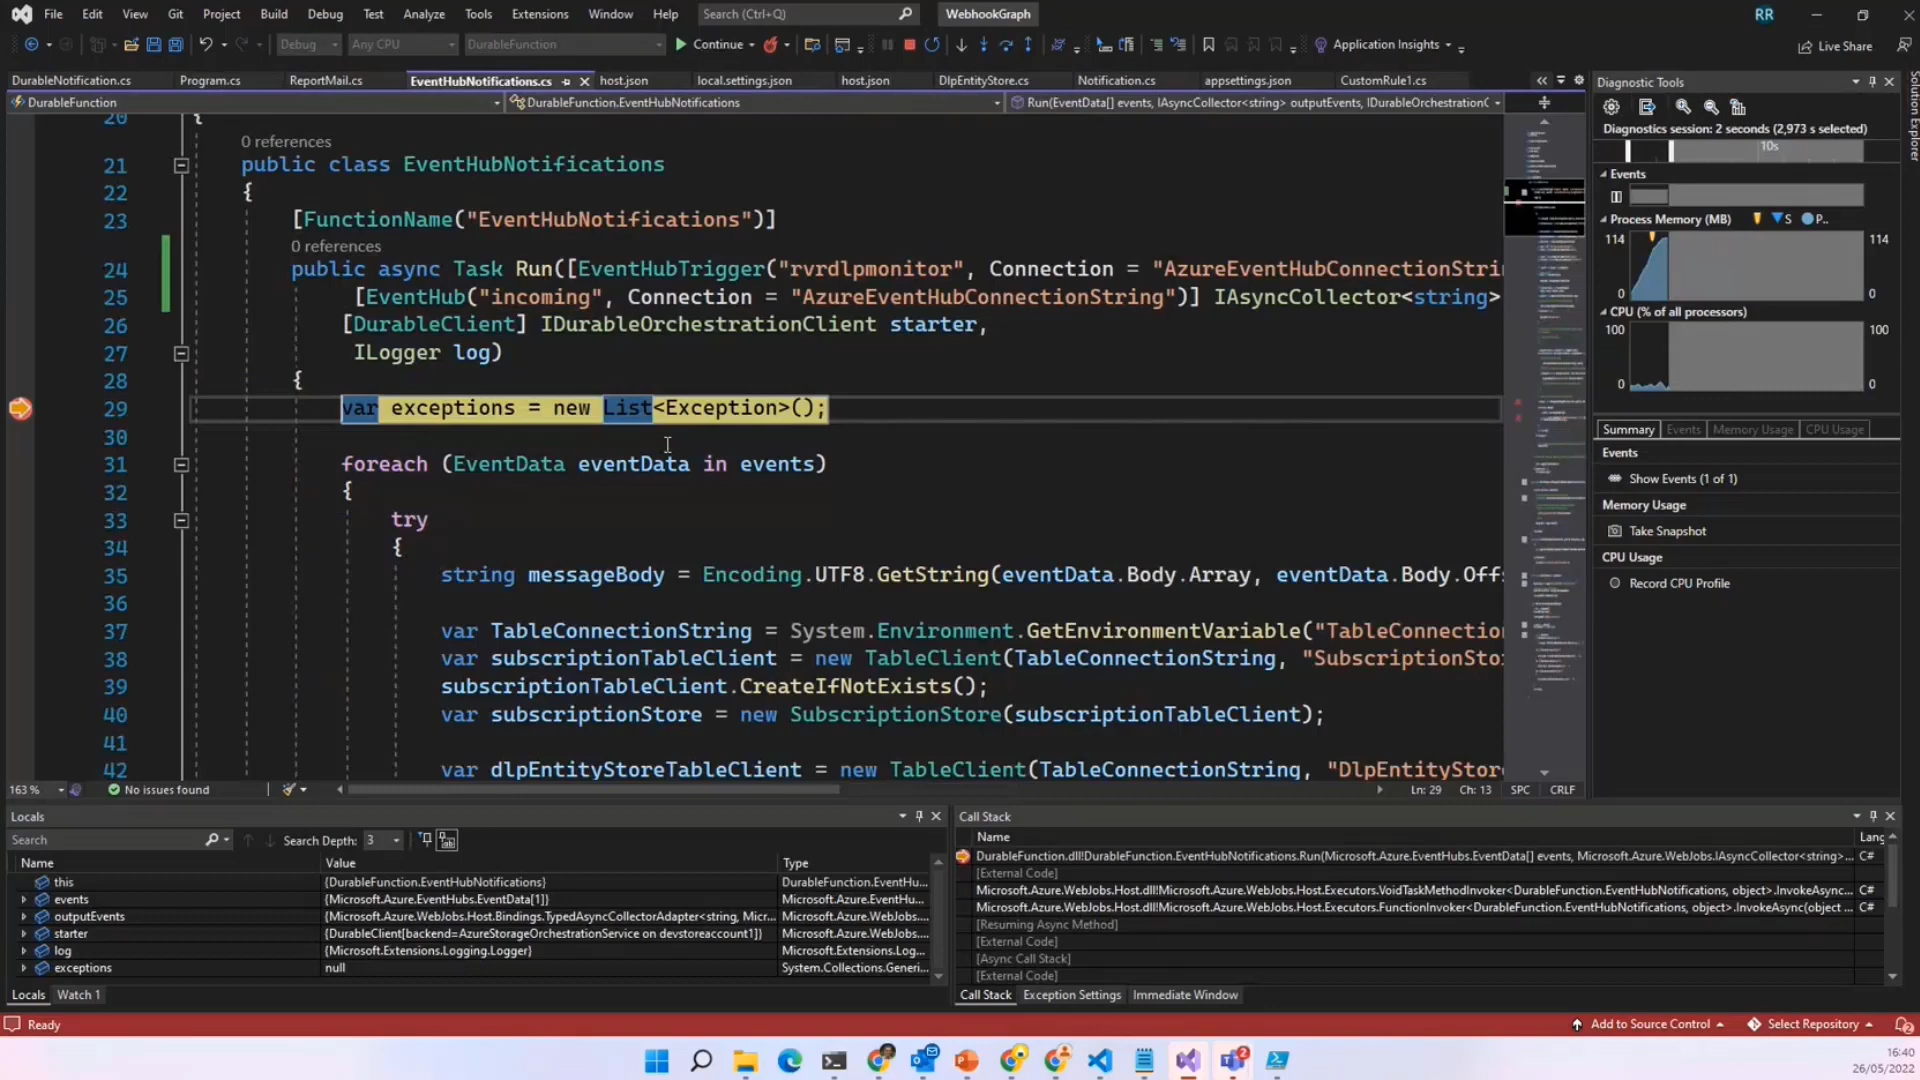 File Edit View Git Project Build Debug Test Analyze Tools Extensions Window Help Search (Ctrl+Q) WebhookGraph RR
Debug Any CPU DurableFunction Continue Application Insights Live Share
DurableNotification.cs Program.cs ReportMail.cs EventHubNotifications.cs host.json local.settings.json host.json DlpEntityStore.cs Notification.cs appsettings.json CustomRule1.cs
DurableFunction DurableFunction.EventHubNotifications Run(EventData[] events, IAsyncCollector<string> outputEvents, IDurableOrchestrationC
20 {
0 references
21 public class EventHubNotifications
22 {
23 [FunctionName("EventHubNotifications")]
0 references
24 public async Task Run([EventHubTrigger("rvrdlpmonitor", Connection = "AzureEventHubConnectionStri
25 [EventHub("incoming", Connection = "AzureEventHubConnectionString")] IAsyncCollector<string>
26 [DurableClient] IDurableOrchestrationClient starter,
27 ILogger log)
28 {
29 var exceptions = new List<Exception>();
30
31 foreach (EventData eventData in events)
32 {
33 try
34 {
35 string messageBody = Encoding.UTF8.GetString(eventData.Body.Array, eventData.Body.Offs
36
37 var TableConnectionString = System.Environment.GetEnvironmentVariable("TableConnection
38 var subscriptionTableClient = new TableClient(TableConnectionString, "SubscriptionSto
39 subscriptionTableClient.CreateIfNotExists();
40 var subscriptionStore = new SubscriptionStore(subscriptionTableClient);
41
42 var dlpEntityStoreTableClient = new TableClient(TableConnectionString, "DlpEntityStor
163 % No issues found Ln: 29 Ch: 13 SPC CRLF
Diagnostic Tools
Diagnostics session: 2 seconds (2,973 s selected)
10s
Events
Process Memory (MB) S P..
114 114
0 0
CPU (% of all processors)
100 100
0 0
Summary Events Memory Usage CPU Usage
Events
Show Events (1 of 1)
Memory Usage
Take Snapshot
CPU Usage
Record CPU Profile
Solution Explorer
Locals
Search Search Depth: 3
Name Value Type
this {DurableFunction.EventHubNotifications} DurableFunction.EventHu...
events {Microsoft.Azure.EventHubs.EventData[1]} Microsoft.Azure.EventHu...
outputEvents {Microsoft.Azure.WebJobs.Host.Bindings.TypedAsyncCollectorAdapter<string, Micr... Microsoft.Azure.WebJobs...
starter {DurableClient[backend=AzureStorageOrchestrationService on devstoreaccount1]} Microsoft.Azure.WebJobs...
log {Microsoft.Extensions.Logging.Logger} Microsoft.Extensions.Log...
exceptions null System.Collections.Generi...
Locals Watch 1
Call Stack
Name Lang
DurableFunction.dll!DurableFunction.EventHubNotifications.Run(Microsoft.Azure.EventHubs.EventData[] events, Microsoft.Azure.WebJobs.IAsyncCollector<string>... C#
[External Code]
Microsoft.Azure.WebJobs.Host.dll!Microsoft.Azure.WebJobs.Host.Executors.VoidTaskMethodInvoker<DurableFunction.EventHubNotifications, object>.InvokeAsync... C#
Microsoft.Azure.WebJobs.Host.dll!Microsoft.Azure.WebJobs.Host.Executors.FunctionInvoker<DurableFunction.EventHubNotifications, object>.InvokeAsync(object ... C#
[Resuming Async Method]
[External Code]
[Async Call Stack]
[External Code]
Call Stack Exception Settings Immediate Window
Ready Add to Source Control Select Repository 2
2
16:40
26/05/2022